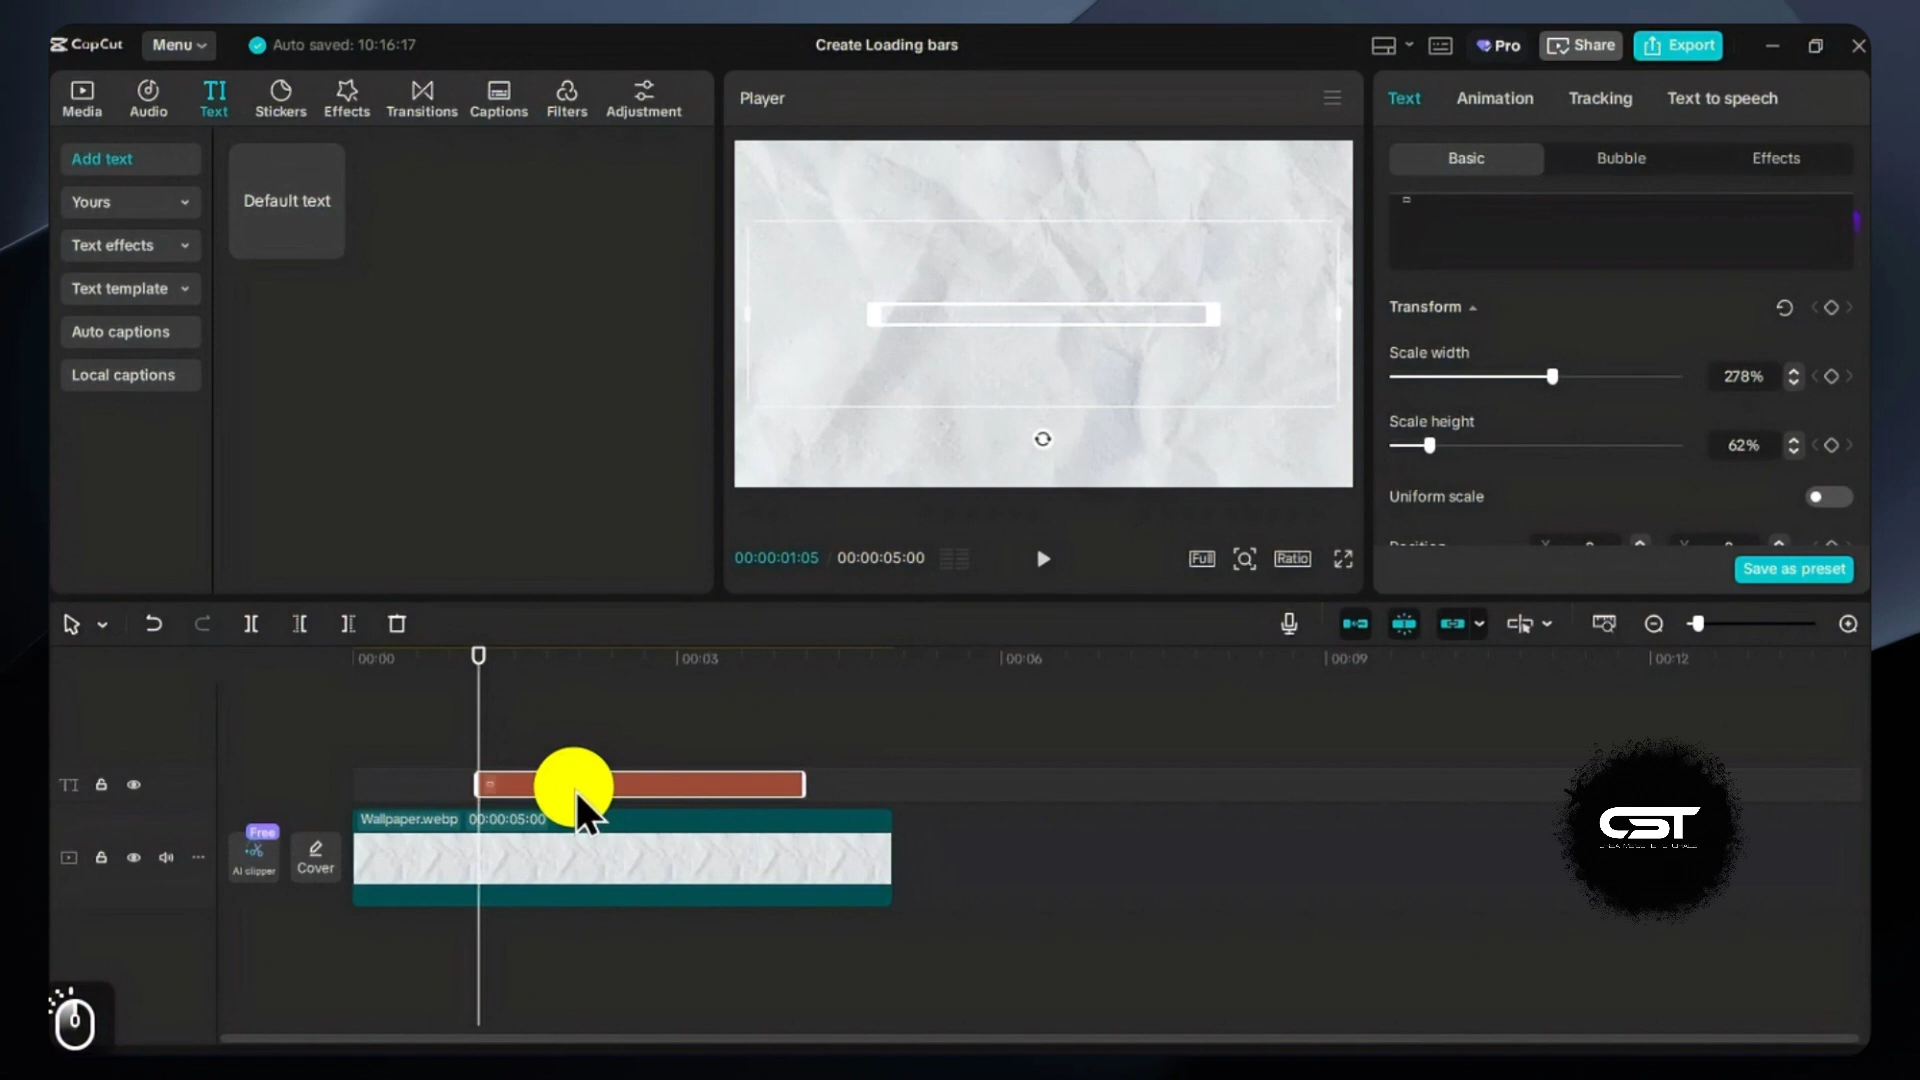 CapCut Menu Auto saved: 10:16:17 Create Loading bars Pro Share Export
Media Audio Text Stickers Effects Transitions Captions Filters Adjustment
Add text
Yours
Text effects
Text template
Auto captions
Local captions
Default text
Player
00:00:01:05 00:00:05:00 Full Ratio
Text Animation Tracking Text to speech
Basic Bubble Effects
Transform
Scale width
278%
Scale height
62%
Uniform scale
Save as preset
00:00 00:03 00:06 00:09 00:12
Wallpaper.webp 00:00:05:00
Free
AI clipper
Cover
CST